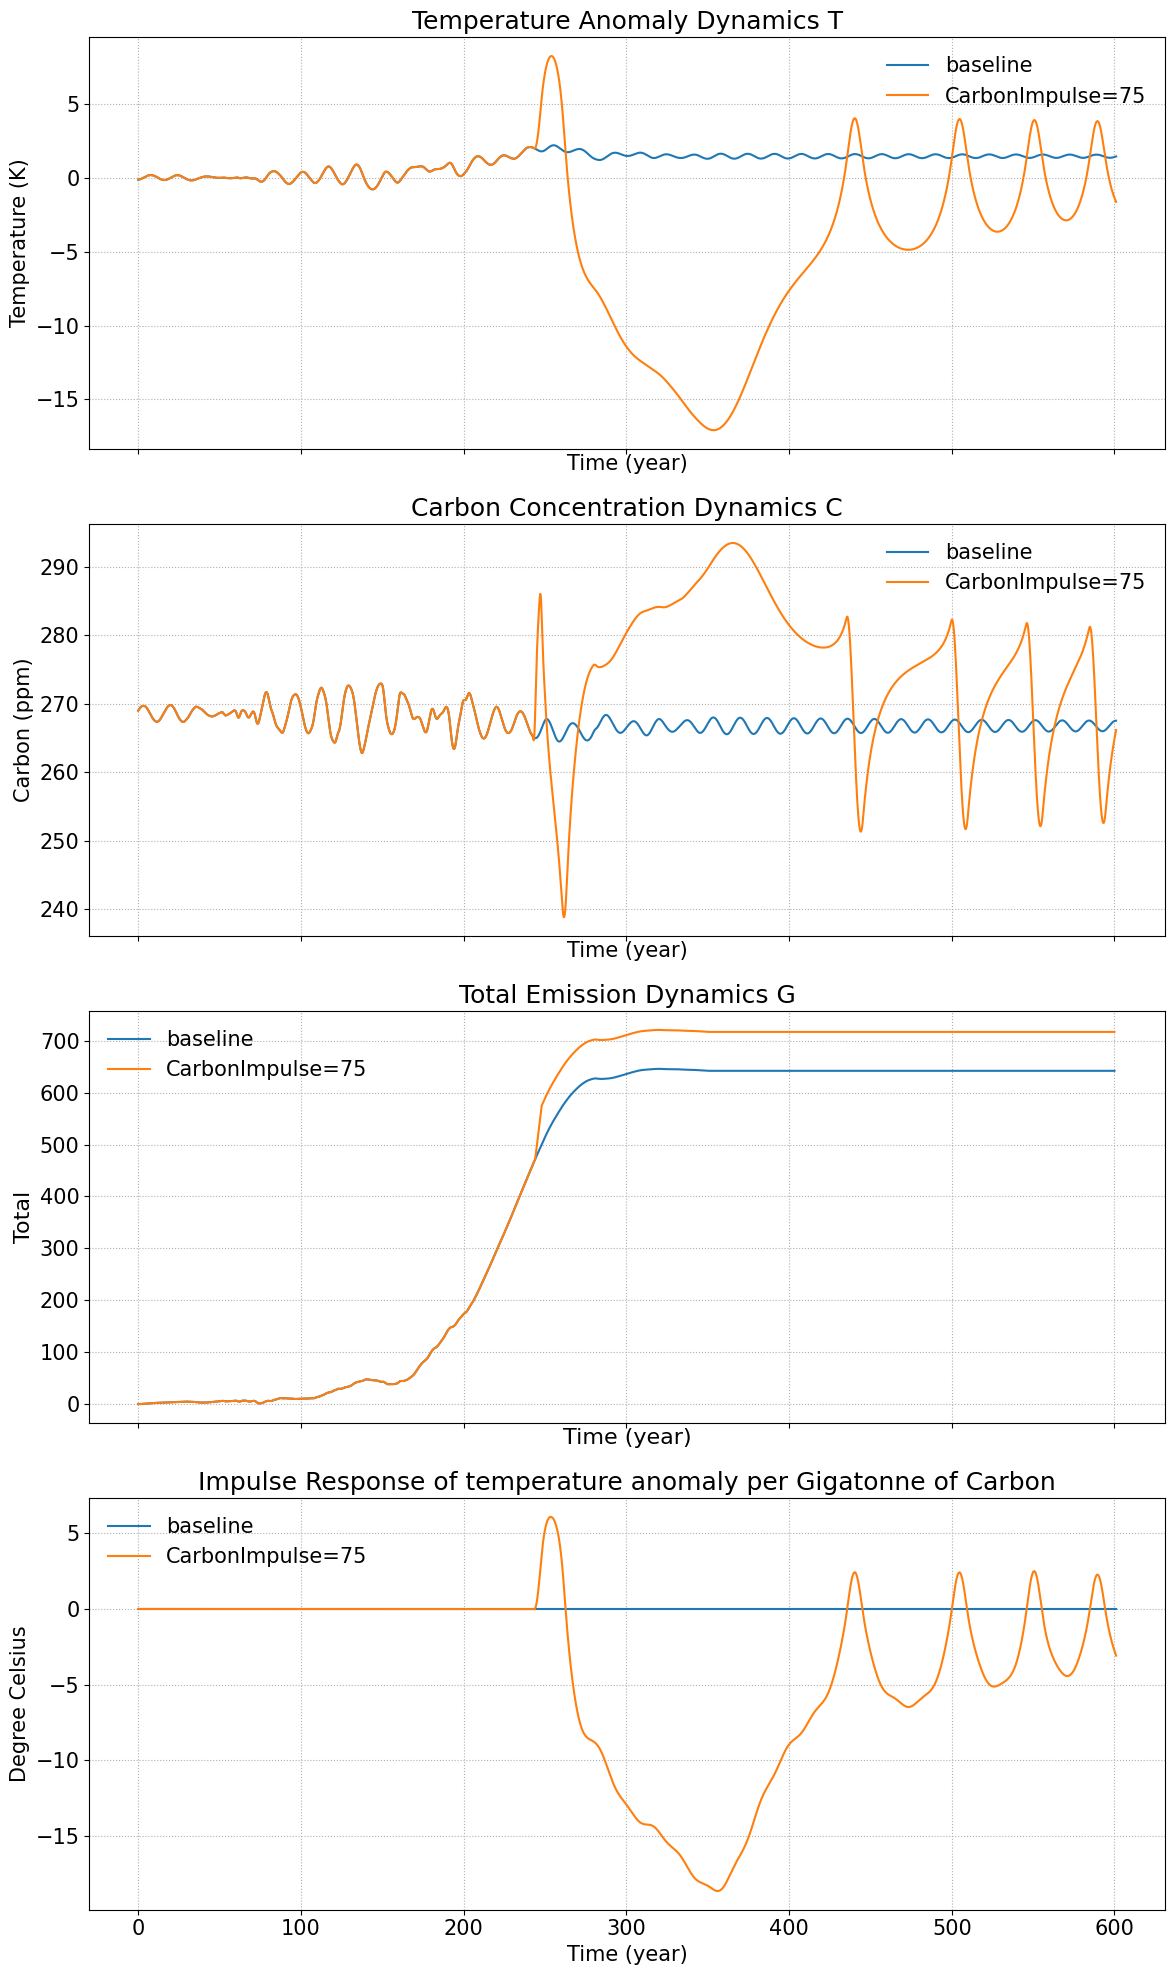 Temperature Anomaly Dynamics T
baseline
CarbonImpulse=75
Temperature (K)
5
0
−5
−10
−15
Time (year)
Carbon Concentration Dynamics C
baseline
CarbonImpulse=75
Carbon (ppm)
290
280
270
260
250
240
Time (year)
Total Emission Dynamics G
baseline
CarbonImpulse=75
Total
700
600
500
400
300
200
100
0
Time (year)
Impulse Response of temperature anomaly per Gigatonne of Carbon
baseline
CarbonImpulse=75
Degree Celsius
5
0
−5
−10
−15
0 100 200 300 400 500 600
Time (year)